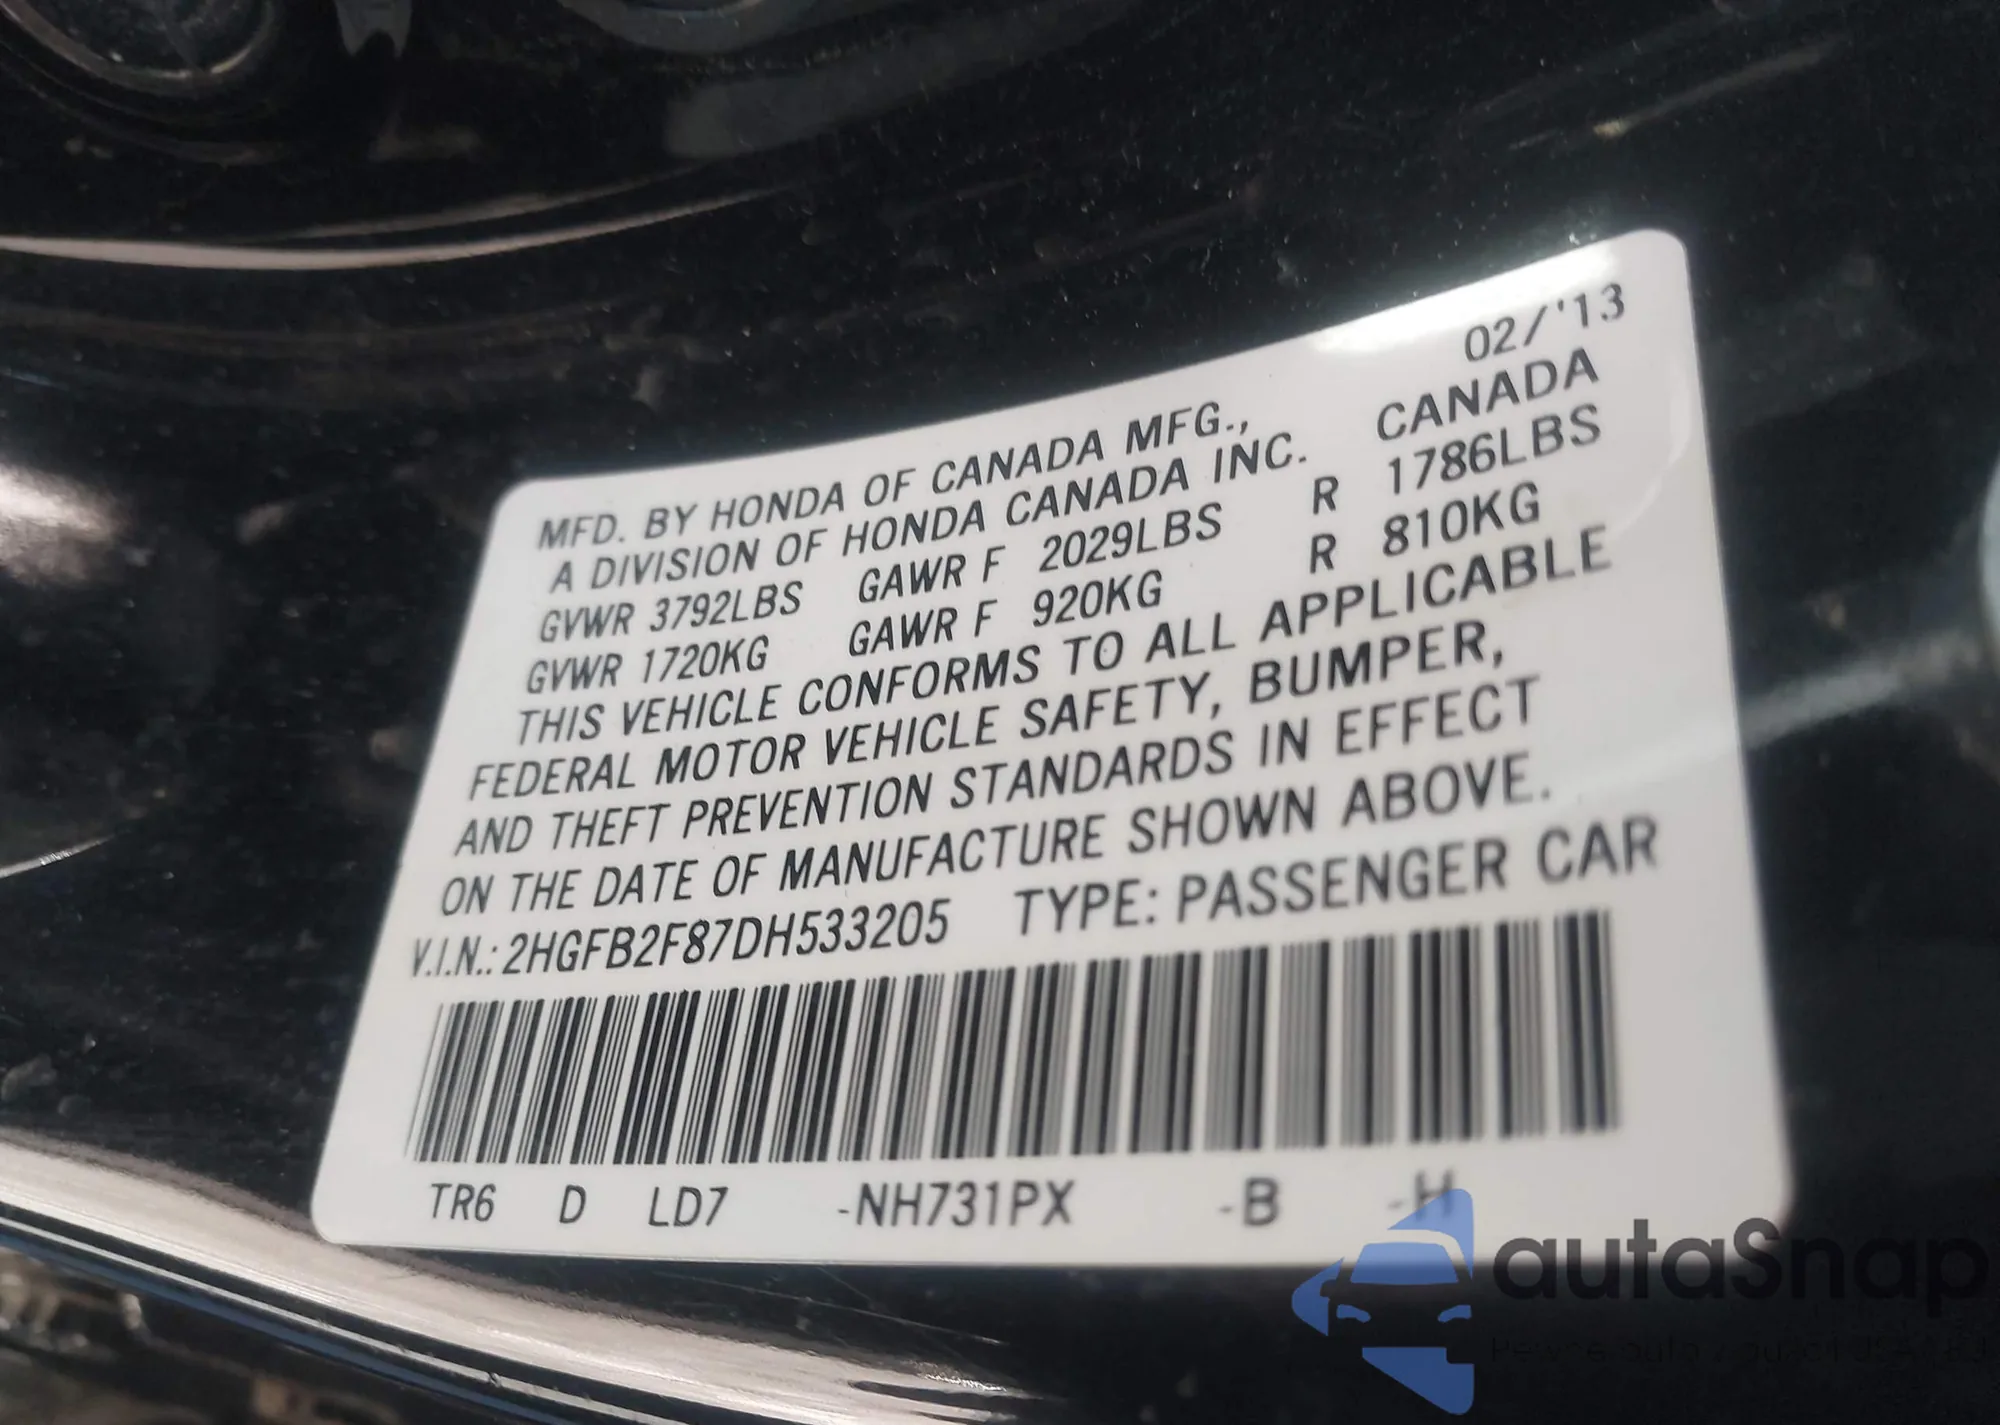 02/'13
MFD. BY HONDA OF CANADA MFG., CANADA
A DIVISION OF HONDA CANADA INC.
GVWR 3792LBS GAWR F 2029LBS R 1786LBS
GVWR 1720KG GAWR F 920KG R 810KG
THIS VEHICLE CONFORMS TO ALL APPLICABLE
FEDERAL MOTOR VEHICLE SAFETY, BUMPER,
AND THEFT PREVENTION STANDARDS IN EFFECT
ON THE DATE OF MANUFACTURE SHOWN ABOVE.
V.I.N.: 2HGFB2F87DH533205 TYPE: PASSENGER CAR
TR6 D LD7 -NH731PX -B -H
autaSnap